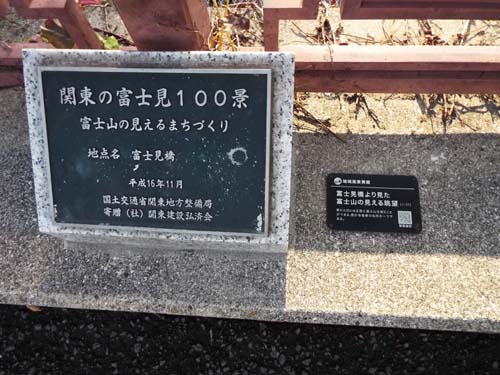 関東の富士見100景
富士山の見えるまちづくり
地点名 富士見橋
平成16年11月
国土交通省関東地方整備局
寄贈(社)関東建設弘済会
富士見橋より見た
富士山の見える眺望